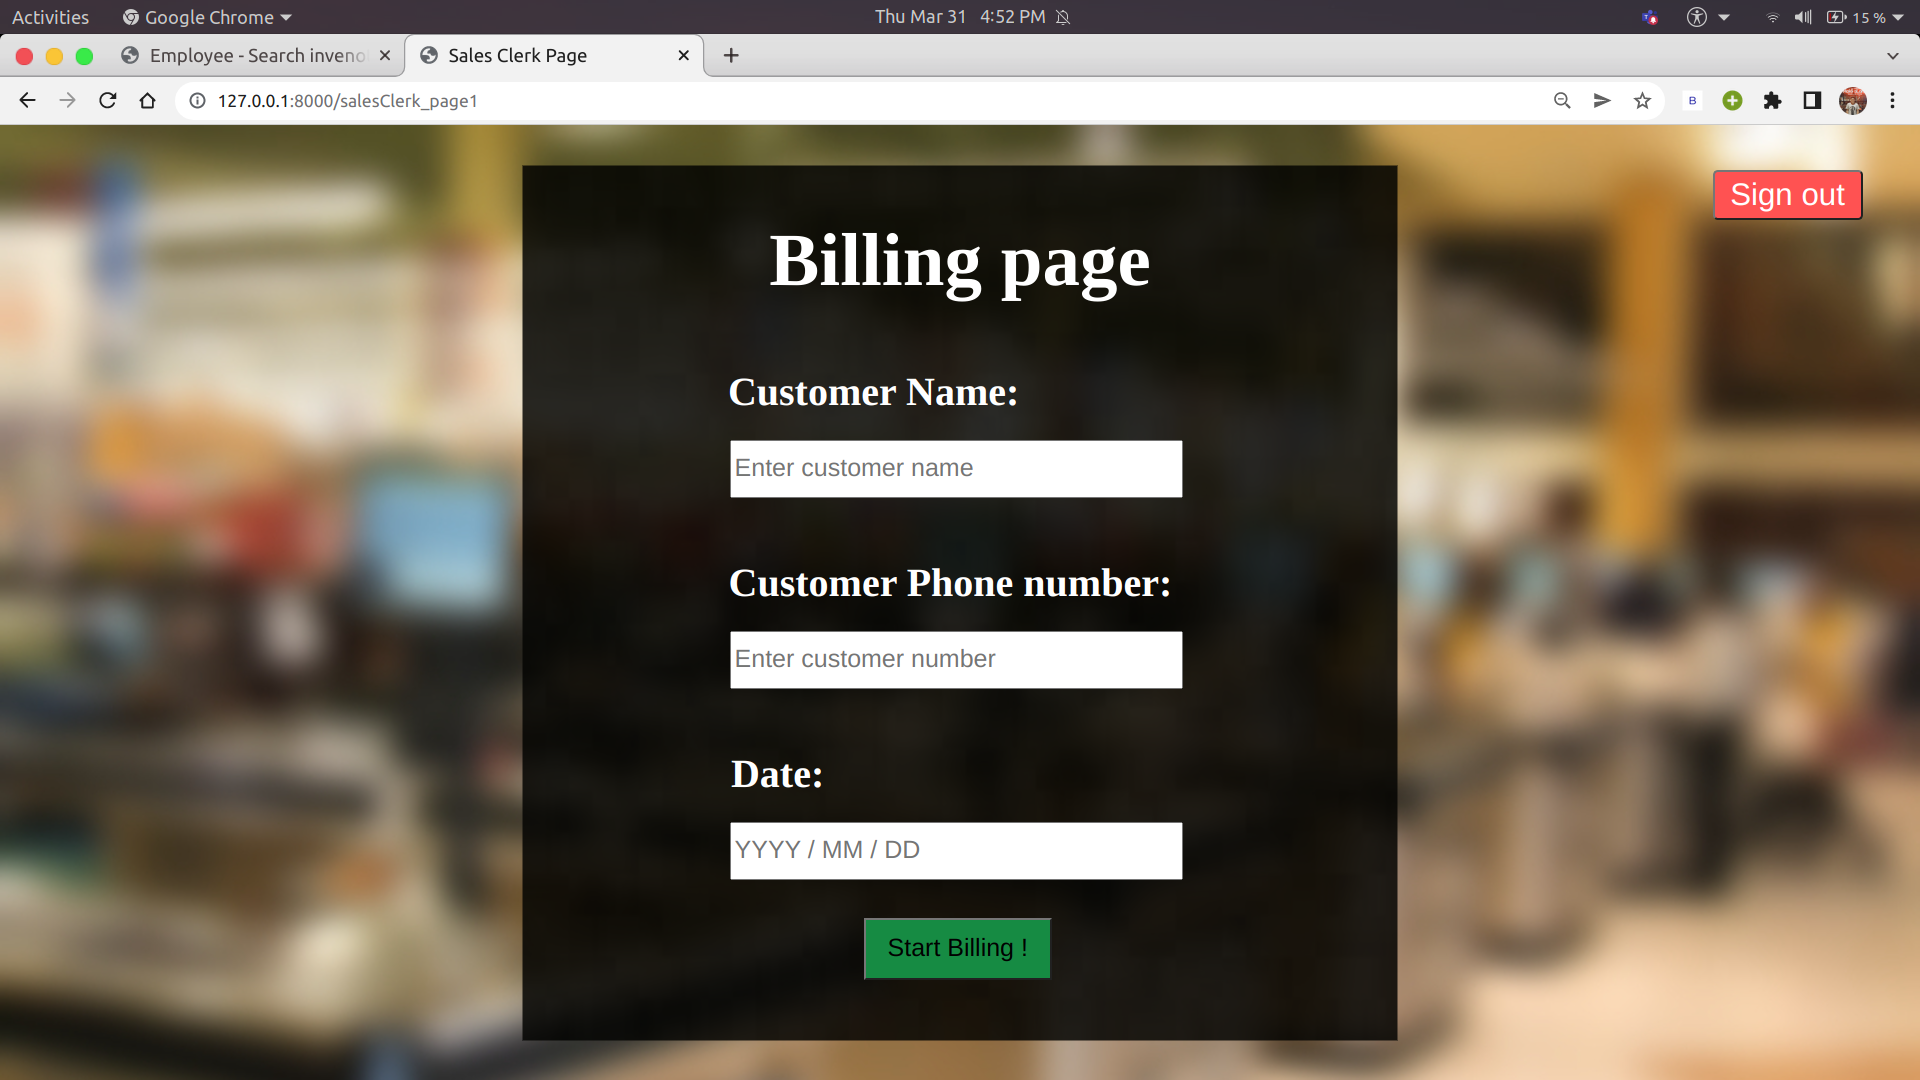 Activities
Google Chrome
Thu Mar 31 4:52 PM
15 %
Employee - Search inveno
Sales Clerk Page
127.0.0.1:8000/salesClerk_page1
B
Sign out
Billing page
Customer Name:
Enter customer name
Customer Phone number:
Enter customer number
Date:
YYYY / MM / DD
Start Billing !